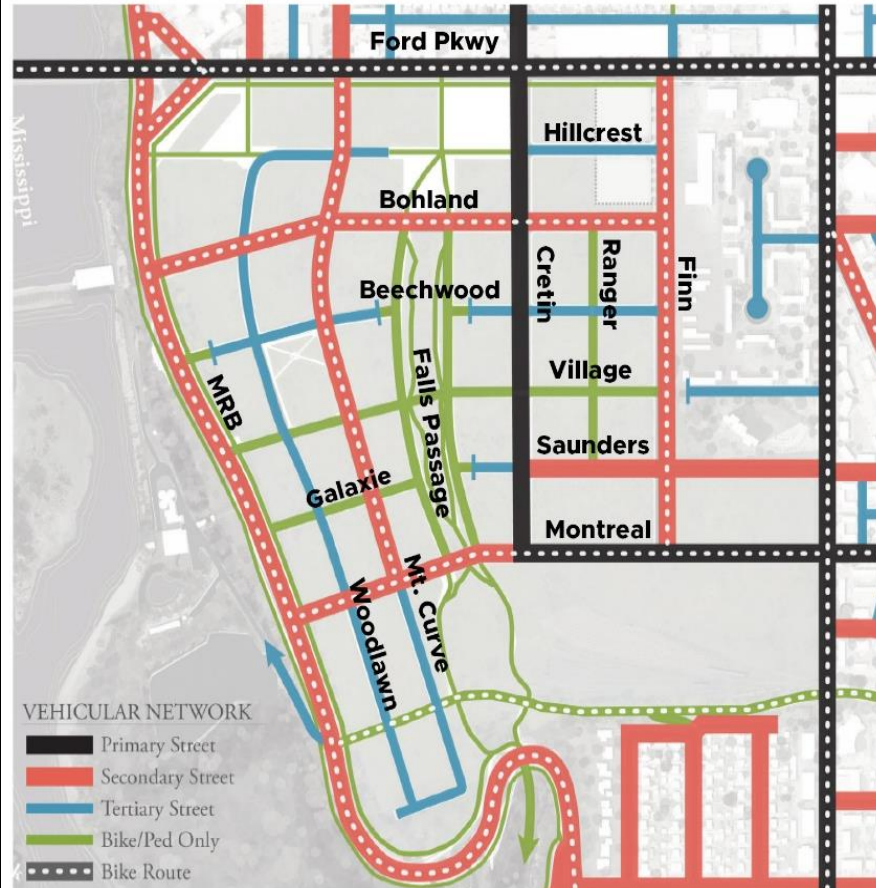 Ford Pkwy
Mississippi
Hillcrest
Bohland
Cretin
Ranger
Finn
Beechwood
Falls Passage
Village
MRB
Saunders
Galaxie
Montreal
Mt. Curve
Woodlawn
VEHICULAR NETWORK
Primary Street
Secondary Street
Tertiary Street
Bike/Ped Only
Bike Route